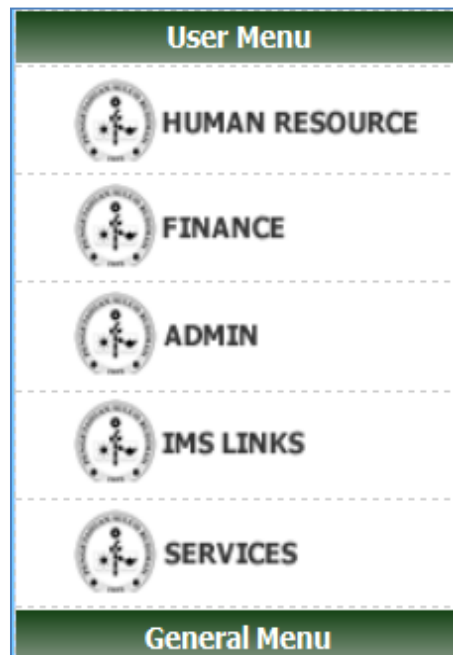 User Menu
HUMAN RESOURCE
FINANCE
ADMIN
IMS LINKS
SERVICES
General Menu